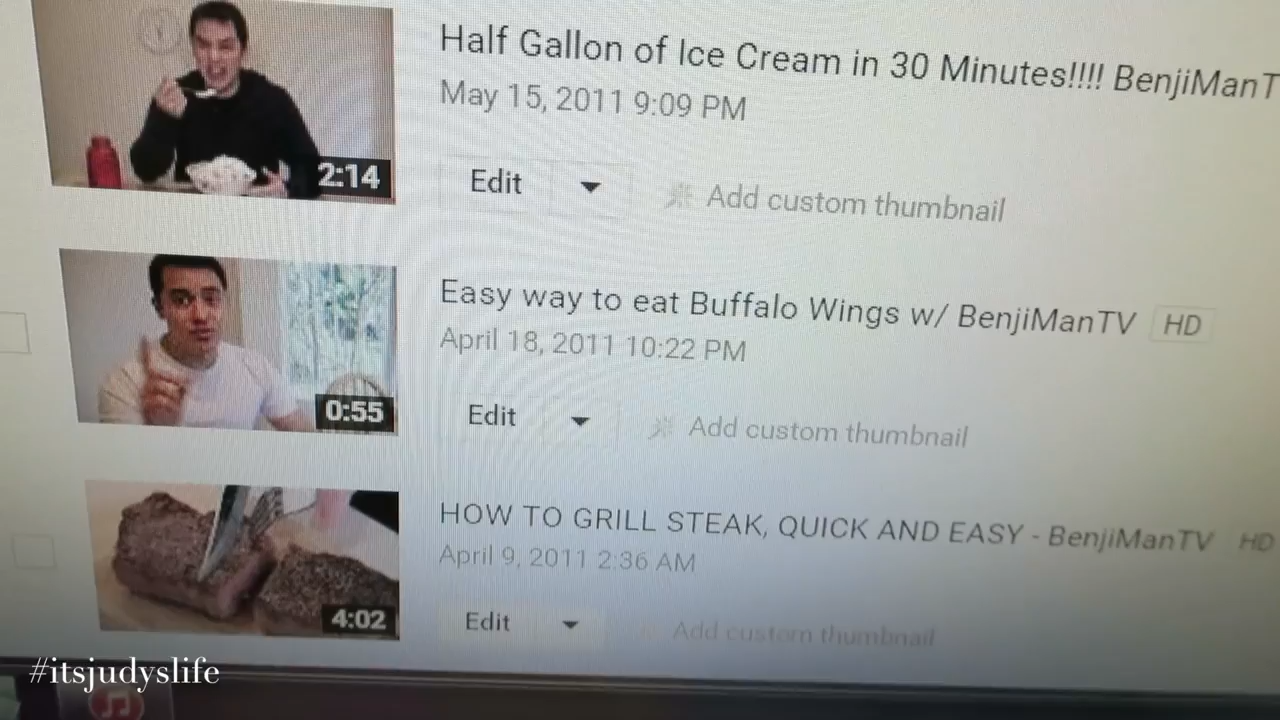 Half Gallon of Ice Cream in 30 Minutes!!!! BenjiManT
May 15, 2011 9:09 PM
2:14
Edit
Add custom thumbnail
Easy way to eat Buffalo Wings w/ BenjiManTV HD
April 18, 2011 10:22 PM
0:55
Edit
Add custom thumbnail
HOW TO GRILL STEAK, QUICK AND EASY - BenjiManTV HD
April 9, 2011 2:36 AM
4:02
Edit
Add custom thumbnail
#itsjudyslife